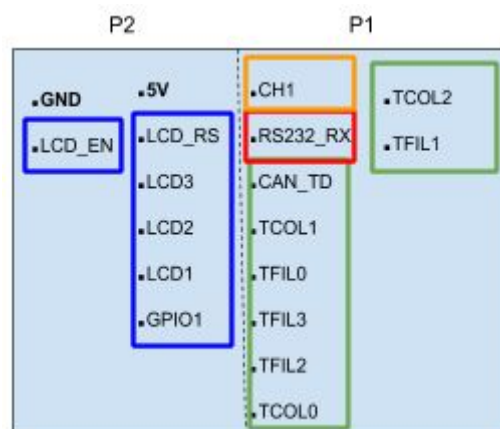 P2
P1
.GND
.LCD_EN
.5V
.LCD_RS
.LCD3
.LCD2
.LCD1
.GPIO1
.CH1
.RS232_RX
.CAN_TD
.TCOL1
.TFIL0
.TFIL3
.TFIL2
.TCOL0
.TCOL2
.TFIL1